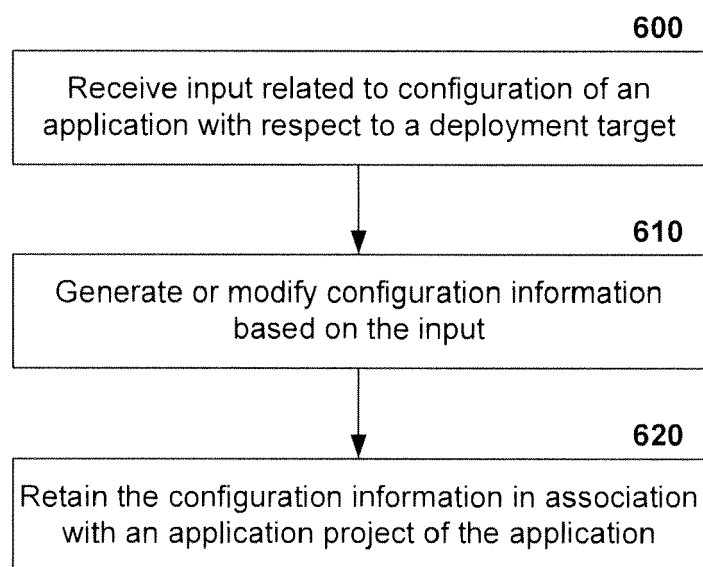 600
Receive input related to configuration of an
application with respect to a deployment target
610
Generate or modify configuration information
based on the input
620
Retain the configuration information in association
with an application project of the application